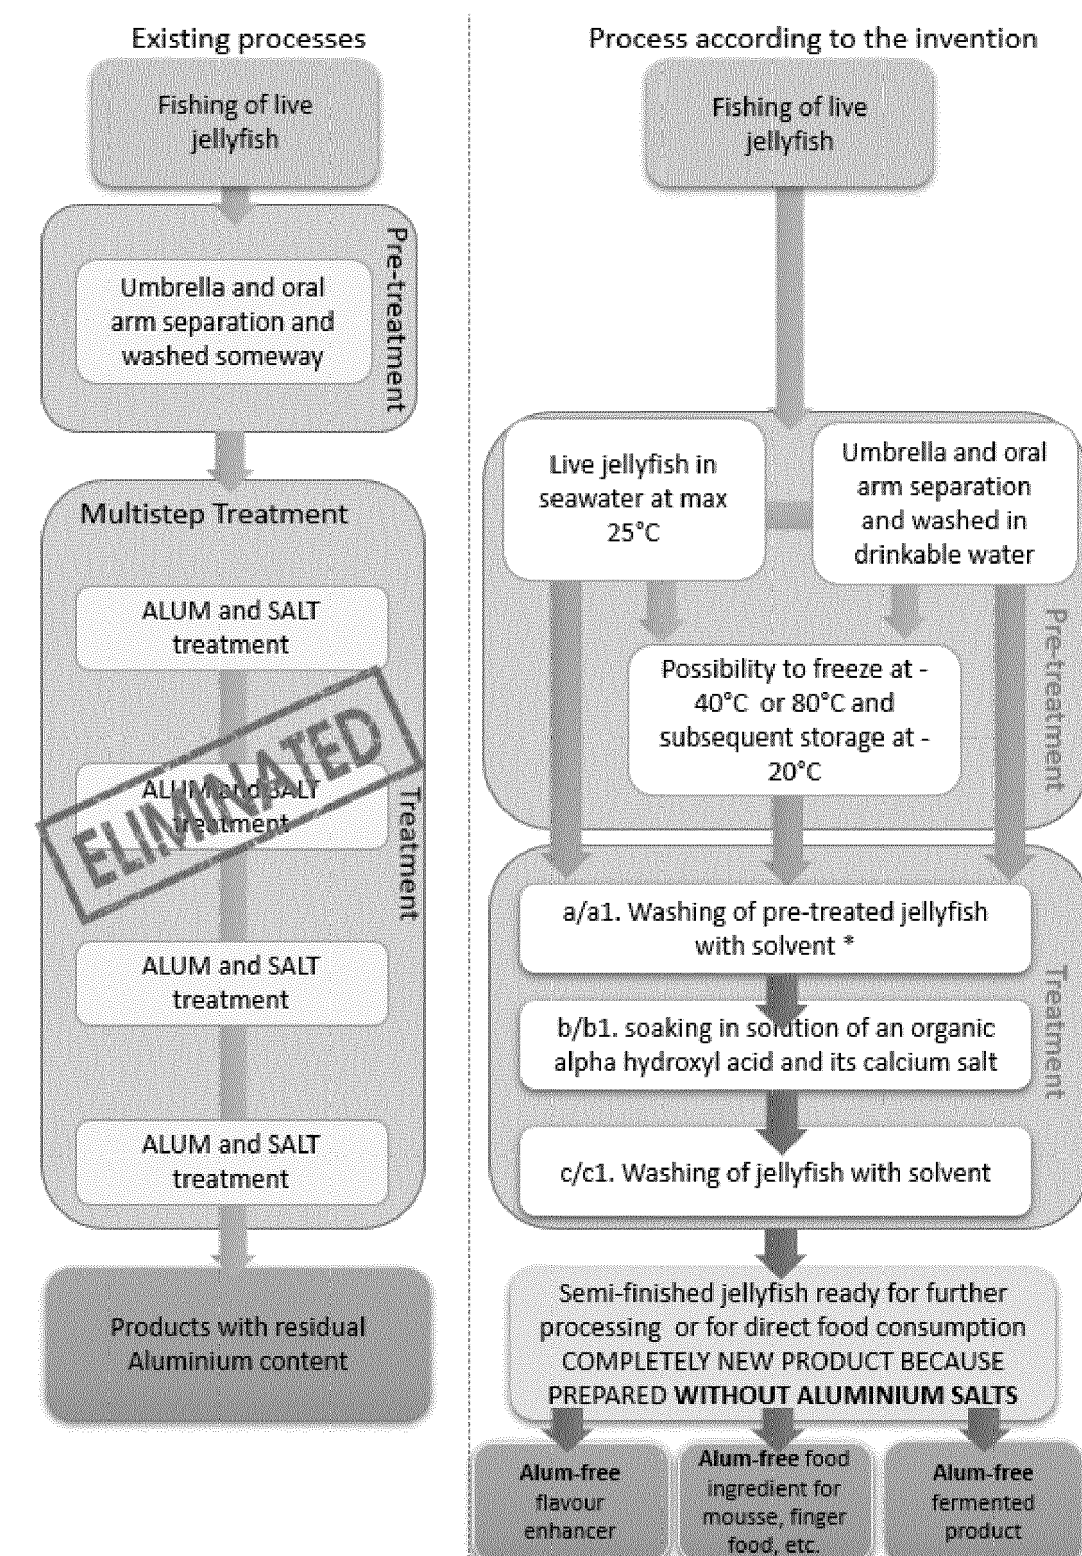 Existing processes
Fishing of live
jellyfish
Pre-treatment
Umbrella and oral
arm separation and
washed someway
Multistep Treatment
ALUM and SALT
treatment
ELIMINATED
ALUM and SALT
treatment
Treatment
ALUM and SALT
treatment
ALUM and SALT
treatment
Products with residual
Aluminium content
Process according to the invention
Fishing of live
jellyfish
Live jellyfish in
seawater at max
25°C
Umbrella and oral
arm separation
and washed in
drinkable water
Pre-treatment
Possibility to freeze at -
40°C or 80°C and
subsequent storage at -
20°C
a/a1. Washing of pre-treated jellyfish
with solvent *
Treatment
b/b1. soaking in solution of an organic
alpha hydroxyl acid and its calcium salt
c/c1. Washing of jellyfish with solvent
Semi-finished jellyfish ready for further
processing or for direct food consumption
COMPLETELY NEW PRODUCT BECAUSE
PREPARED WITHOUT ALUMINIUM SALTS
Alum-free
flavour
enhancer
Alum-free food
ingredient for
mousse, finger
food, etc.
Alum-free
fermented
product